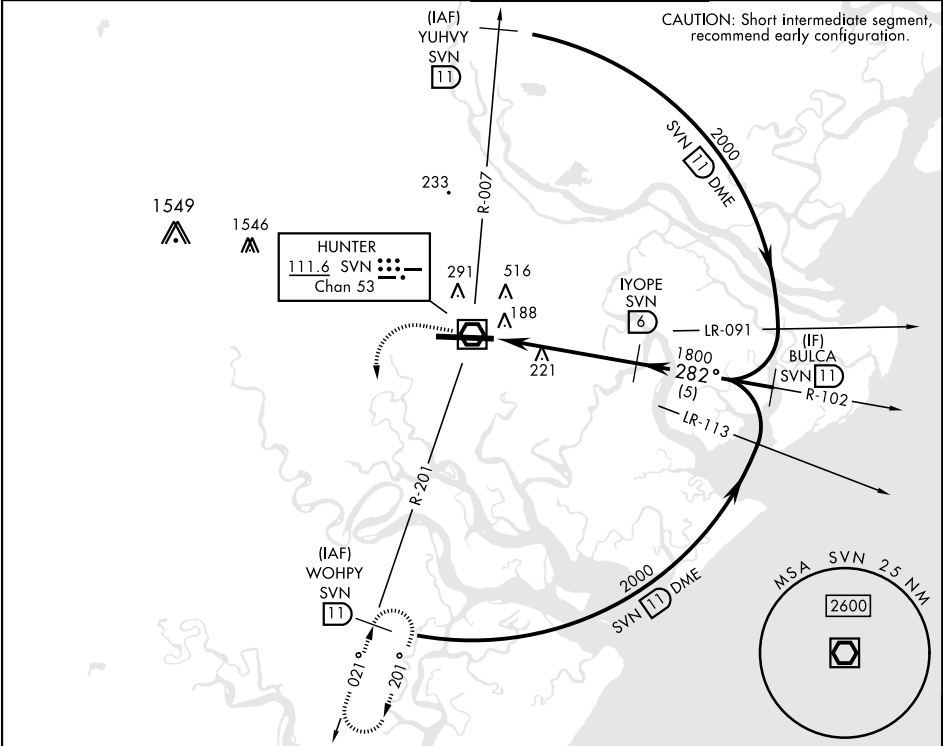 (IAF)
YUHVY
SVN
11
CAUTION: Short intermediate segment,
recommend early configuration.
2000
SVN 11 DME
R-007
233
1549
1546
HUNTER
111.6 SVN
Chan 53
291
516
188
221
IYOPE
SVN
6
LR-091
(IF)
BULCA
SVN 11
1800
282°
(5)
R-102
LR-113
R-201
(IAF)
WOHPY
SVN
11
2000
SVN 11 DME
021°
201°
MSA SVN 25 NM
2600